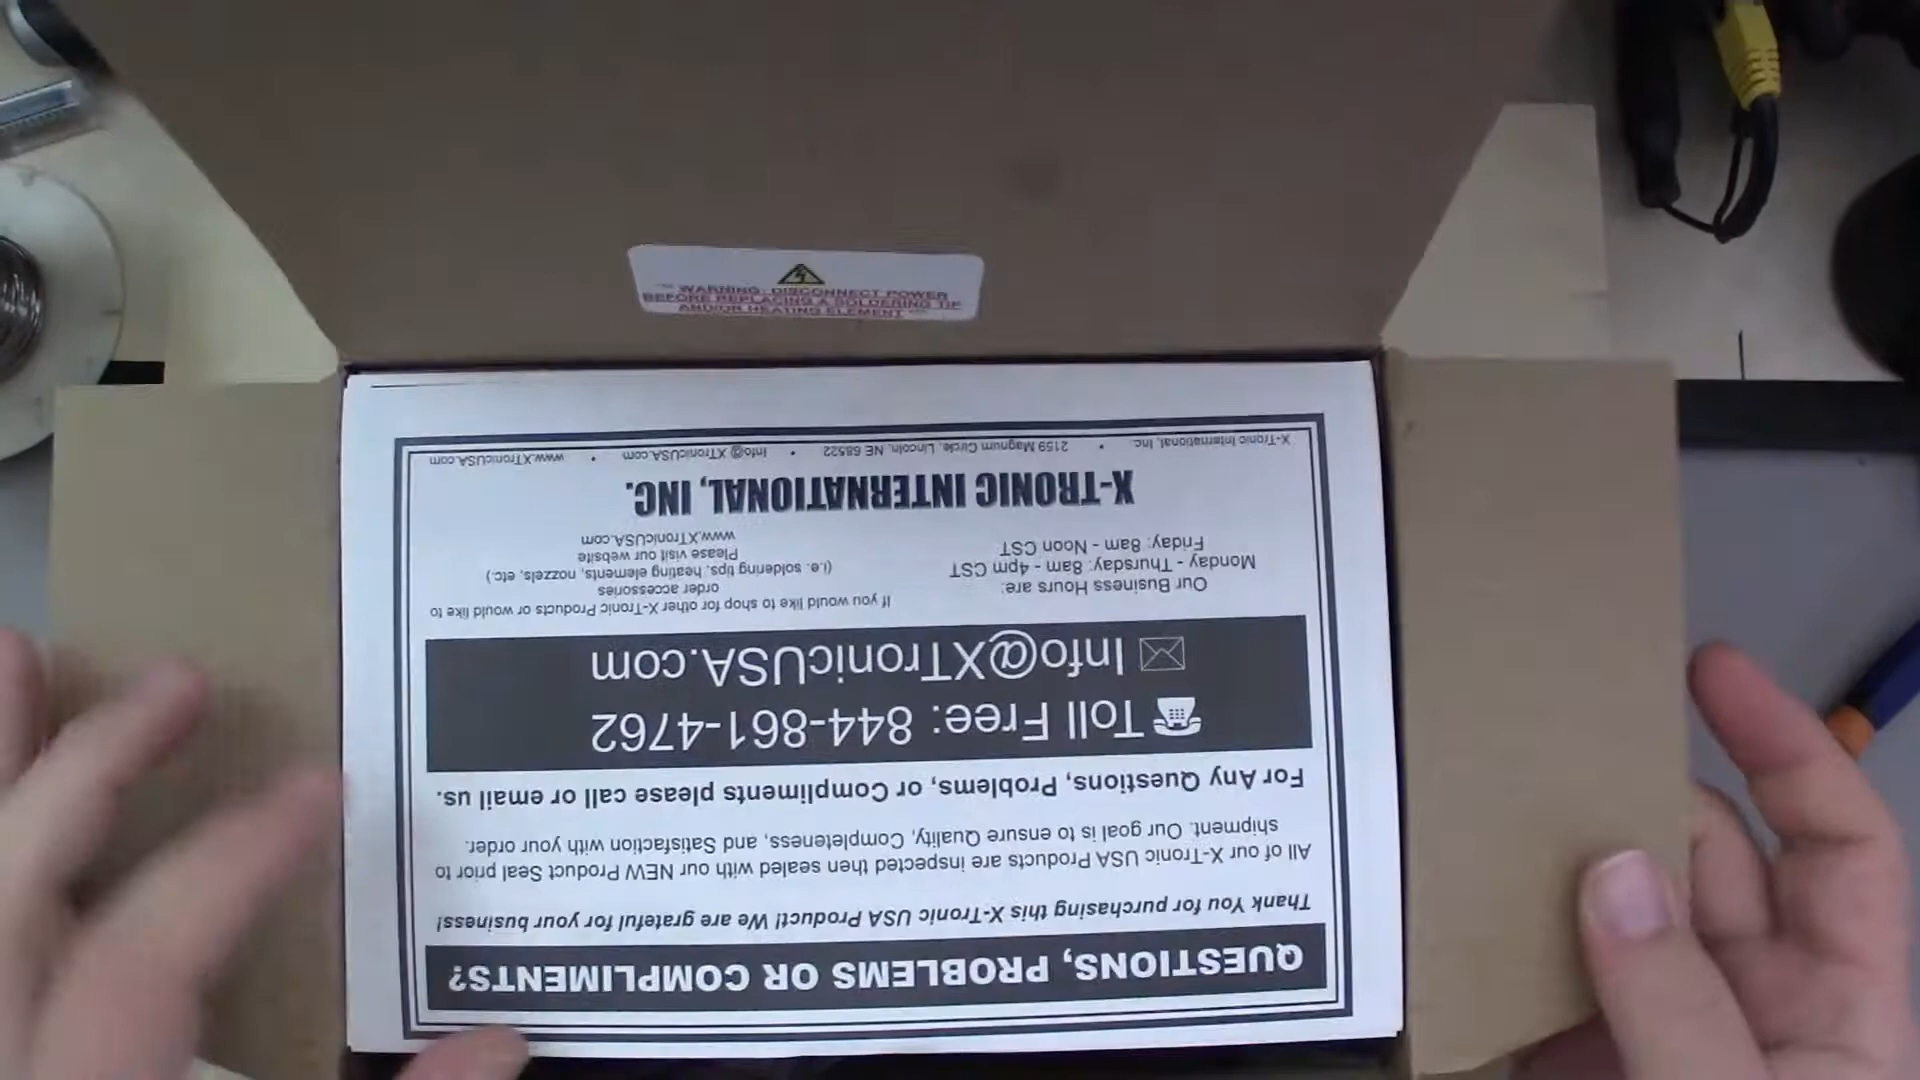 "* WARNING: DISCONNECT POWER
BEFORE REPLACING A SOLDERING TIP
AND/OR HEATING ELEMENT ***
QUESTIONS, PROBLEMS OR COMPLIMENTS?
Thank You for purchasing this X-Tronic USA Product! We are grateful for your business!
All of our X-Tronic USA Products are inspected then sealed with our NEW Product Seal prior to
shipment. Our goal is to ensure Quality, Completeness, and Satisfaction with your order.
For Any Questions, Problems, or Compliments please call or email us.
Toll Free: 844-861-4762
Info@XTronicUSA.com
Our Business Hours are:
Monday - Thursday: 8am - 4pm CST
Friday: 8am - Noon CST
If you would like to shop for other X-Tronic Products or would like to
order accessories
(i.e. soldering tips, heating elements, nozzels, etc.)
Please visit our website
www.XTronicUSA.com
X-TRONIC INTERNATIONAL, INC.
X-Tronic International, Inc. • 2159 Magnum Circle, Lincoln, NE 68522 • Info@XTronicUSA.com • www.XTronicUSA.com